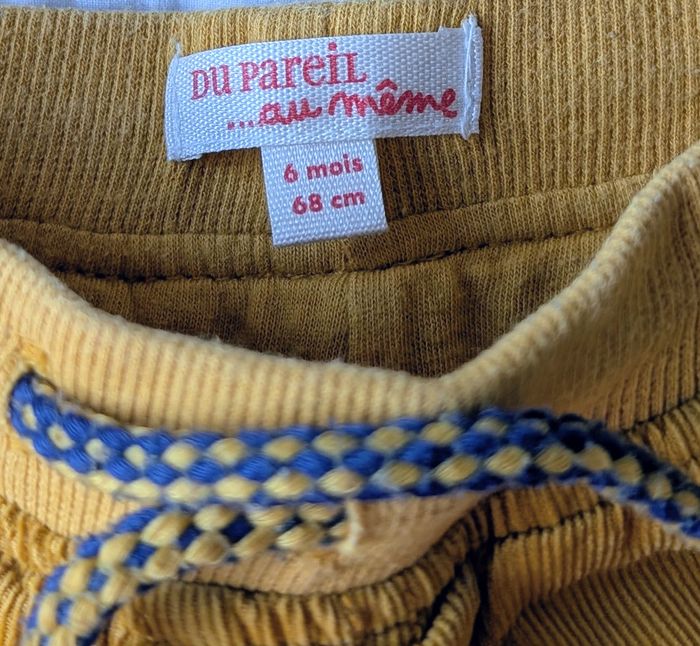 DU PAREIL
...au même
6 mois
68 cm